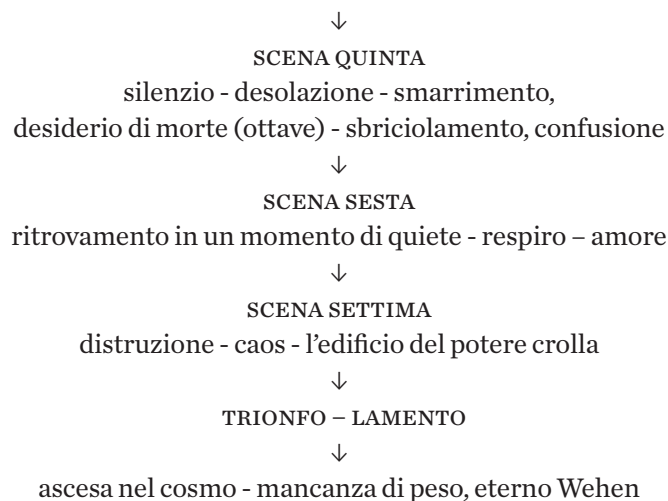 ↓
SCENA QUINTA
silenzio - desolazione - smarrimento,
desiderio di morte (ottave) - sbriciolamento, confusione
↓
SCENA SESTA
ritrovamento in un momento di quiete - respiro – amore
↓
SCENA SETTIMA
distruzione - caos - l’edificio del potere crolla
↓
TRIONFO – LAMENTO
↓
ascesa nel cosmo - mancanza di peso, eterno Wehen